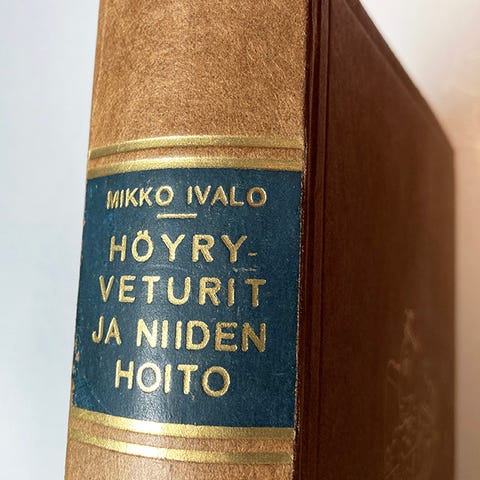 MIKKO IVALO
HÖYRY-
VETURIT
JA NIIDEN
HOITO